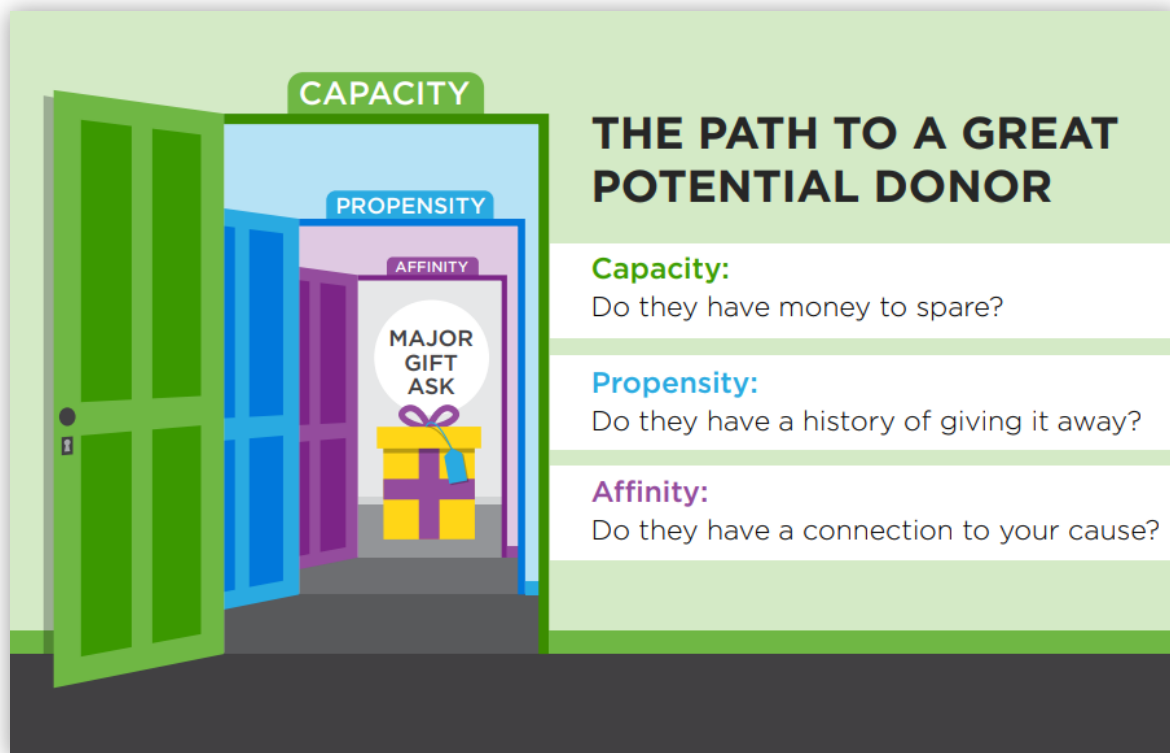 CAPACITY
PROPENSITY
AFFINITY
MAJOR
GIFT
ASK
THE PATH TO A GREAT
POTENTIAL DONOR
Capacity:
Do they have money to spare?
Propensity:
Do they have a history of giving it away?
Affinity:
Do they have a connection to your cause?